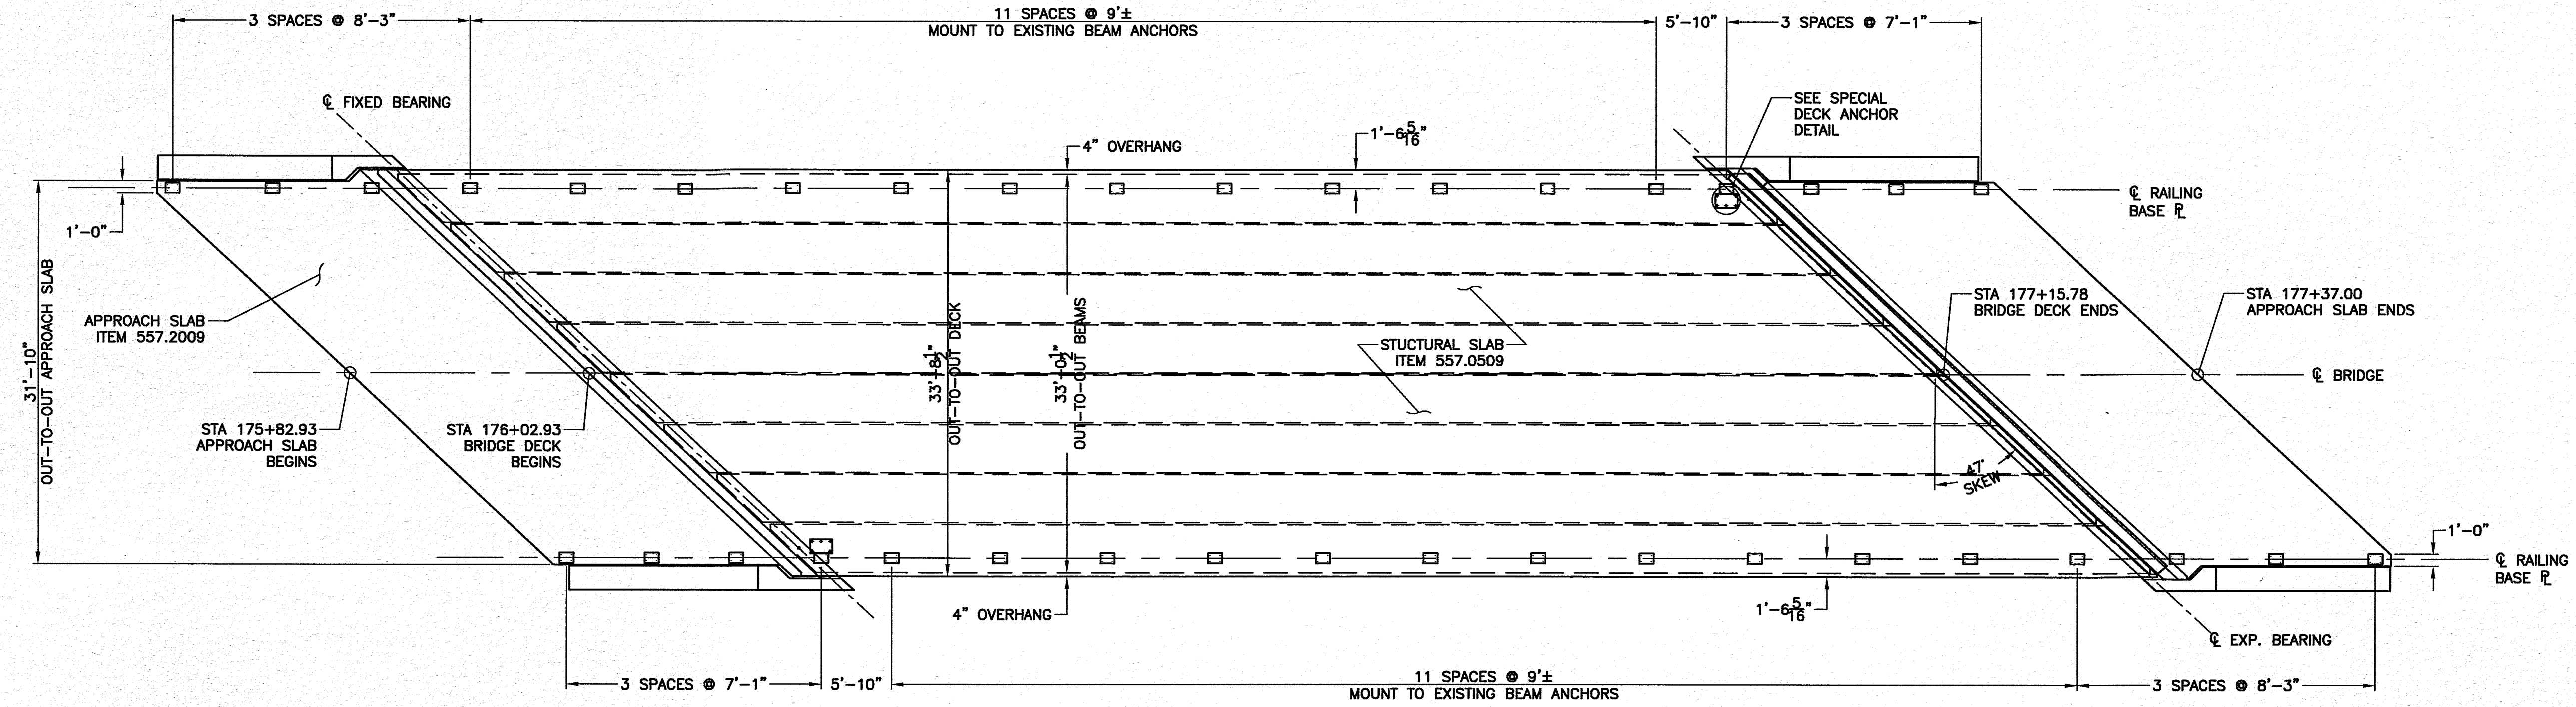 3 SPACES @ 8'-3"
11 SPACES @ 9'±
MOUNT TO EXISTING BEAM ANCHORS
5'-10"
3 SPACES @ 7'-1"
℄ FIXED BEARING
SEE SPECIAL
DECK ANCHOR
DETAIL
4" OVERHANG
1'-6 5/16"
1'-0"
℄ RAILING
BASE ℙL
31'-10"
OUT-TO-OUT APPROACH SLAB
APPROACH SLAB
ITEM 557.2009
33'-8 1/2"
OUT-TO-OUT DECK
33'-0 1/2"
OUT-TO-OUT BEAMS
STUCTURAL SLAB
ITEM 557.0509
STA 177+15.78
BRIDGE DECK ENDS
STA 177+37.00
APPROACH SLAB ENDS
℄ BRIDGE
STA 175+82.93
APPROACH SLAB
BEGINS
STA 176+02.93
BRIDGE DECK
BEGINS
47°
SKEW
1'-0"
℄ RAILING
BASE ℙL
4" OVERHANG
1'-6 5/16"
℄ EXP. BEARING
3 SPACES @ 7'-1"
5'-10"
11 SPACES @ 9'±
MOUNT TO EXISTING BEAM ANCHORS
3 SPACES @ 8'-3"